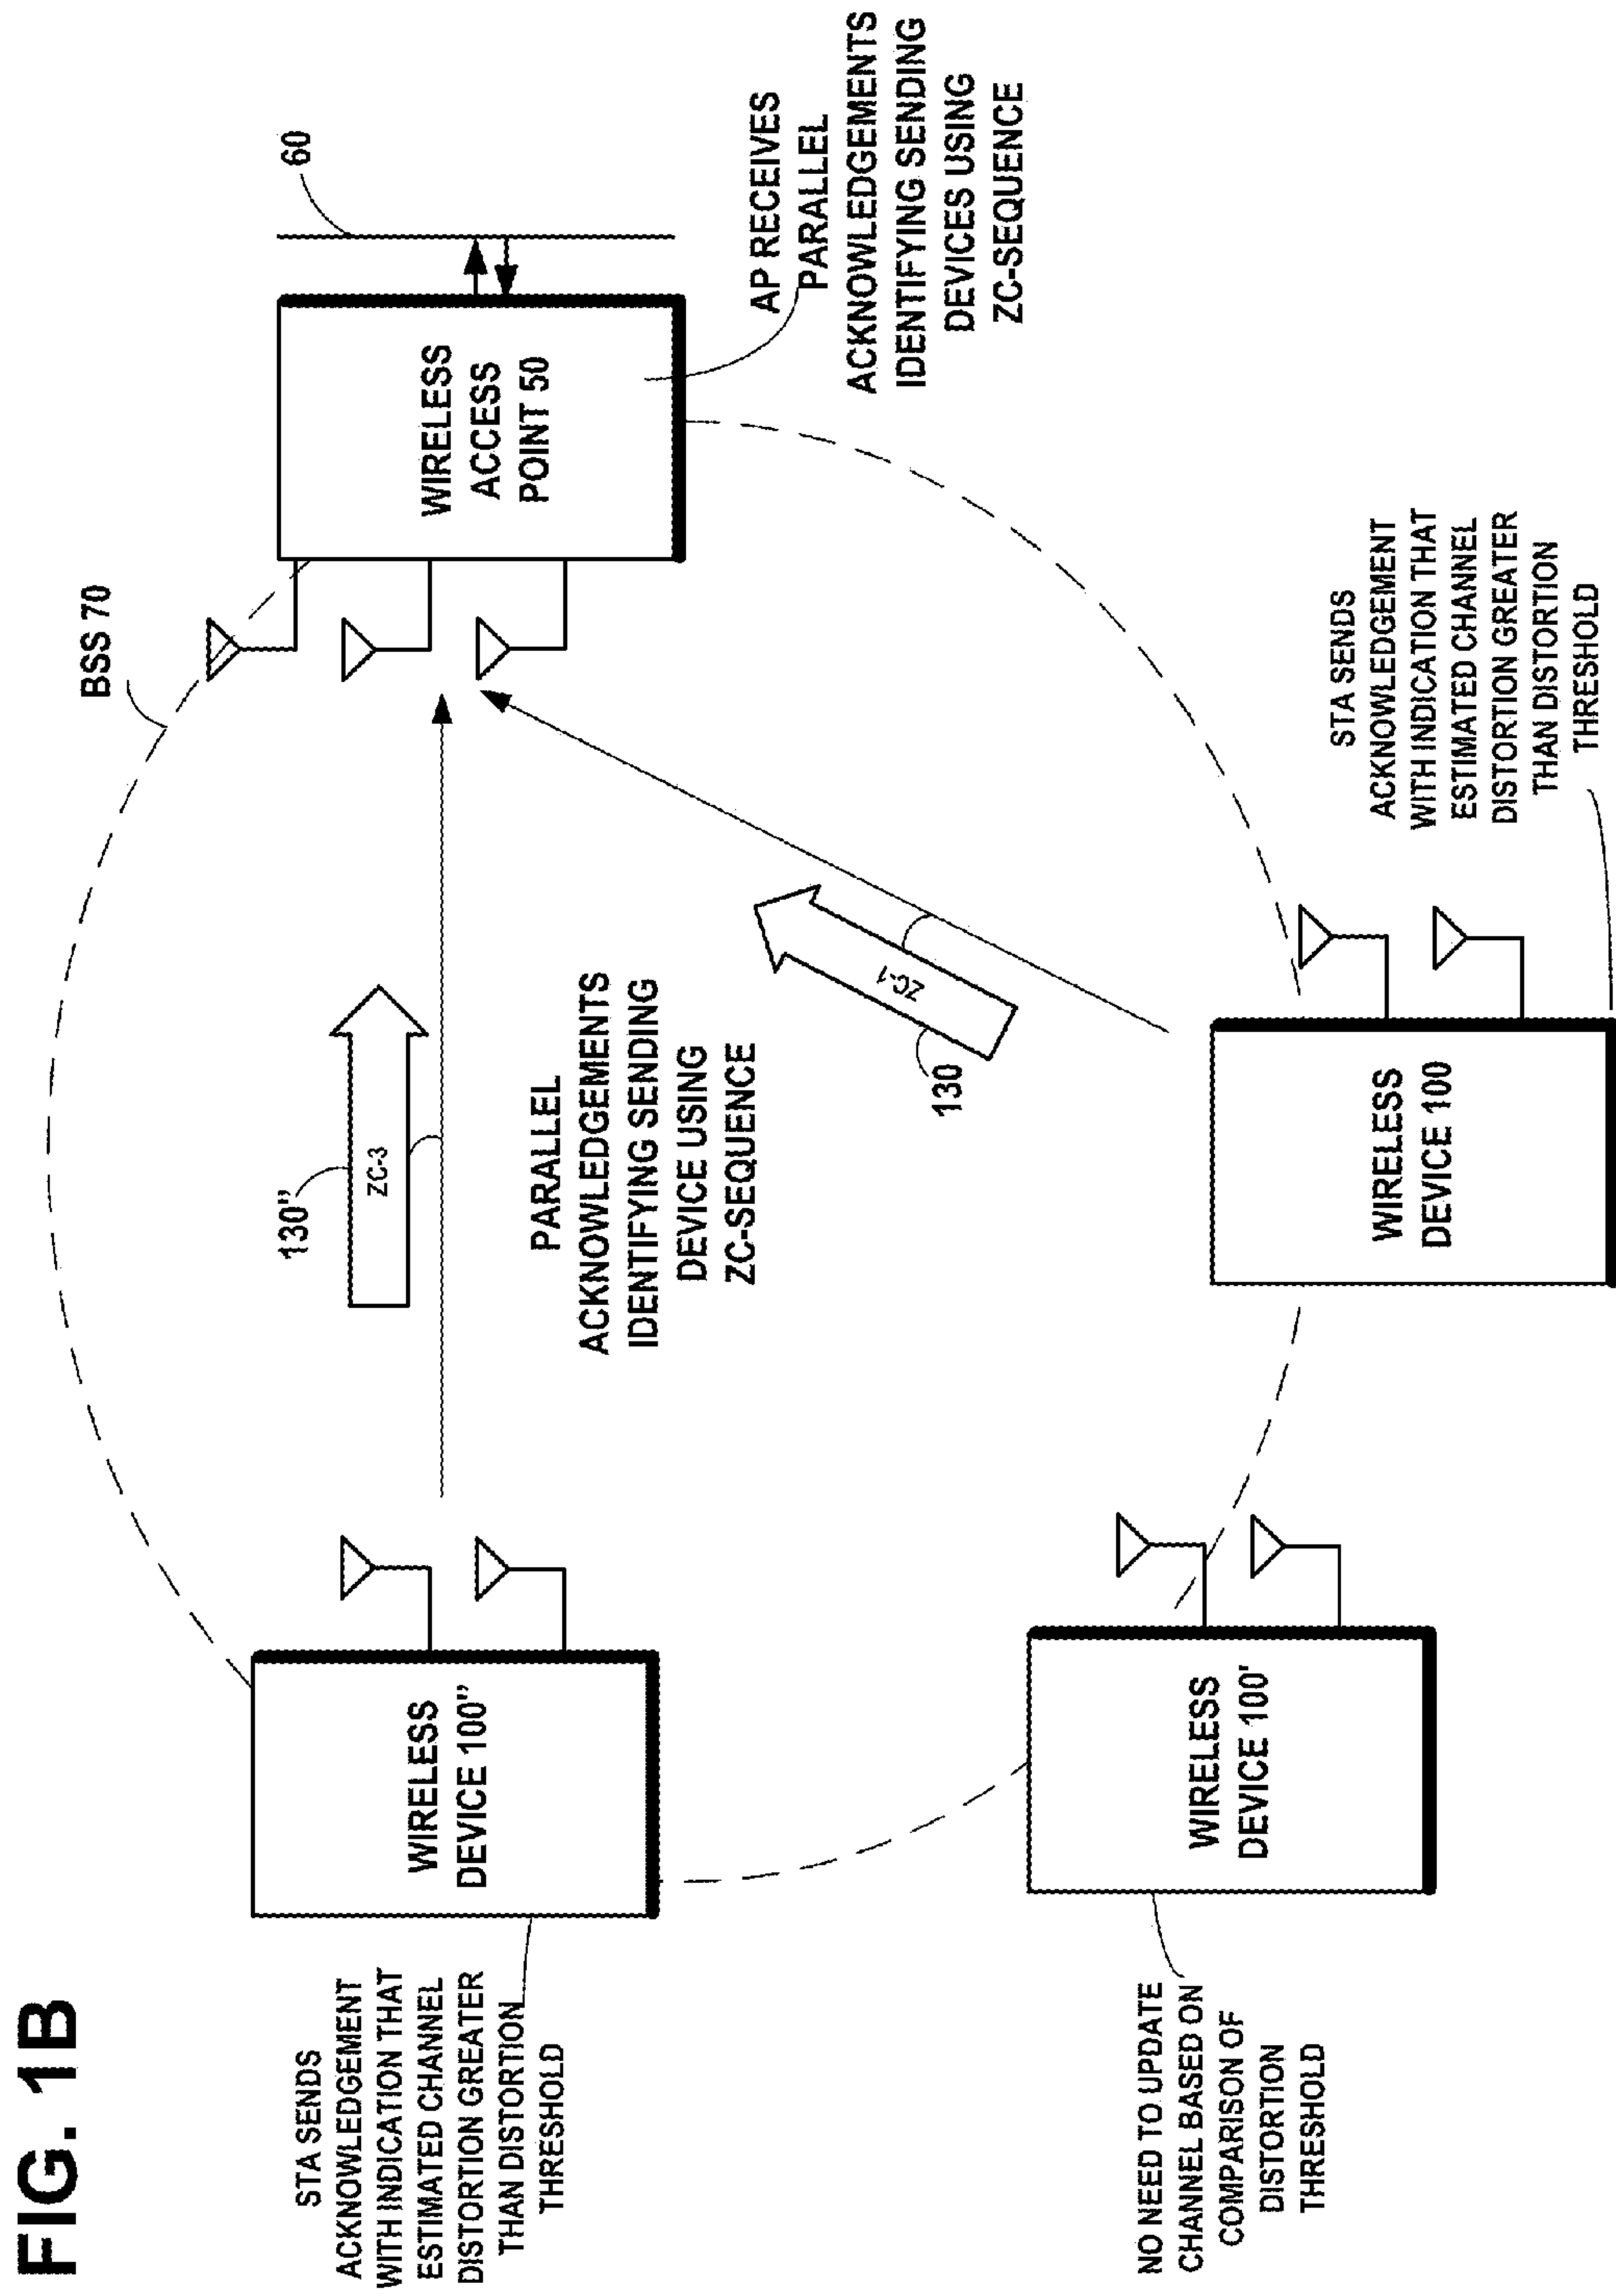 FIG. 1B
STA SENDS
ACKNOWLEDGEMENT
WITH INDICATION THAT
ESTIMATED CHANNEL
DISTORTION GREATER
THAN DISTORTION
THRESHOLD
WIRELESS
DEVICE 100”
130”
ZC-3
BSS 70
WIRELESS
ACCESS
POINT 50
60
PARALLEL
ACKNOWLEDGEMENTS
IDENTIFYING SENDING
DEVICE USING
ZC-SEQUENCE
AP RECEIVES
PARALLEL
ACKNOWLEDGEMENTS
IDENTIFYING SENDING
DEVICES USING
ZC-SEQUENCE
ZC-1
130
NO NEED TO UPDATE
CHANNEL BASED ON
COMPARISON OF
DISTORTION
THRESHOLD
WIRELESS
DEVICE 100'
WIRELESS
DEVICE 100
STA SENDS
ACKNOWLEDGEMENT
WITH INDICATION THAT
ESTIMATED CHANNEL
DISTORTION GREATER
THAN DISTORTION
THRESHOLD